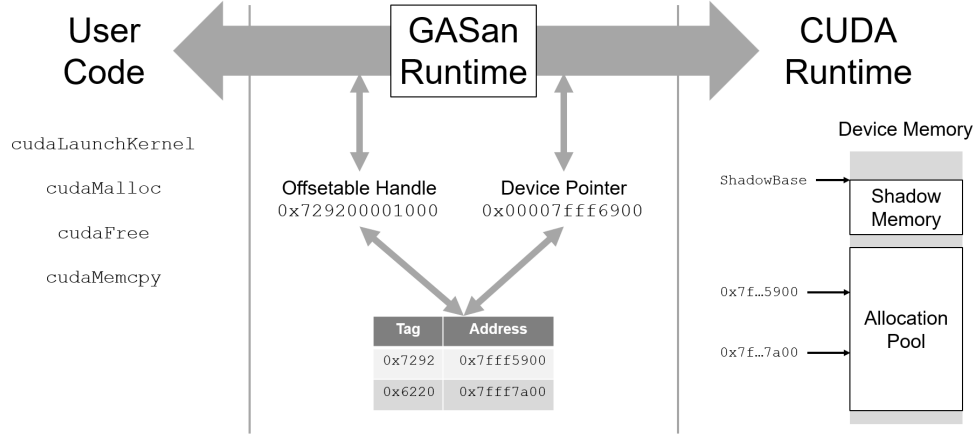 User
Code
GASan
Runtime
CUDA
Runtime
cudaLaunchKernel
cudaMalloc
cudaFree
cudaMemcpy
Offsetable Handle
0x729200001000
Device Pointer
0x00007fff6900
Tag Address
0x7292 0x7fff5900
0x6220 0x7fff7a00
Device Memory
ShadowBase
Shadow
Memory
0x7f…5900
0x7f…7a00
Allocation
Pool